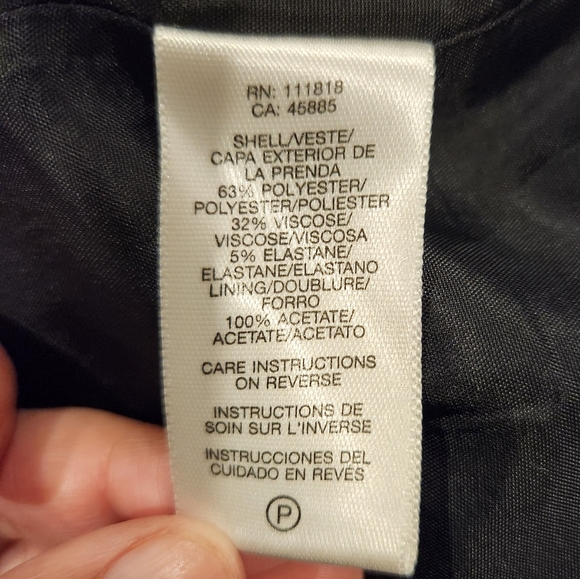 RN: 111818
CA: 45885
SHELL/VESTE/
CAPA EXTERIOR DE
LA PRENDA
63% POLYESTER/
POLYESTER/POLIESTER
32% VISCOSE/
VISCOSE/VISCOSA
5% ELASTANE/
ELASTANE/ELASTANO
LINING/DOUBLURE/
FORRO
100% ACETATE/
ACETATE/ACETATO
CARE INSTRUCTIONS
ON REVERSE
INSTRUCTIONS DE
SOIN SUR L'INVERSE
INSTRUCCIONES DEL
CUIDADO EN REVÉS
P